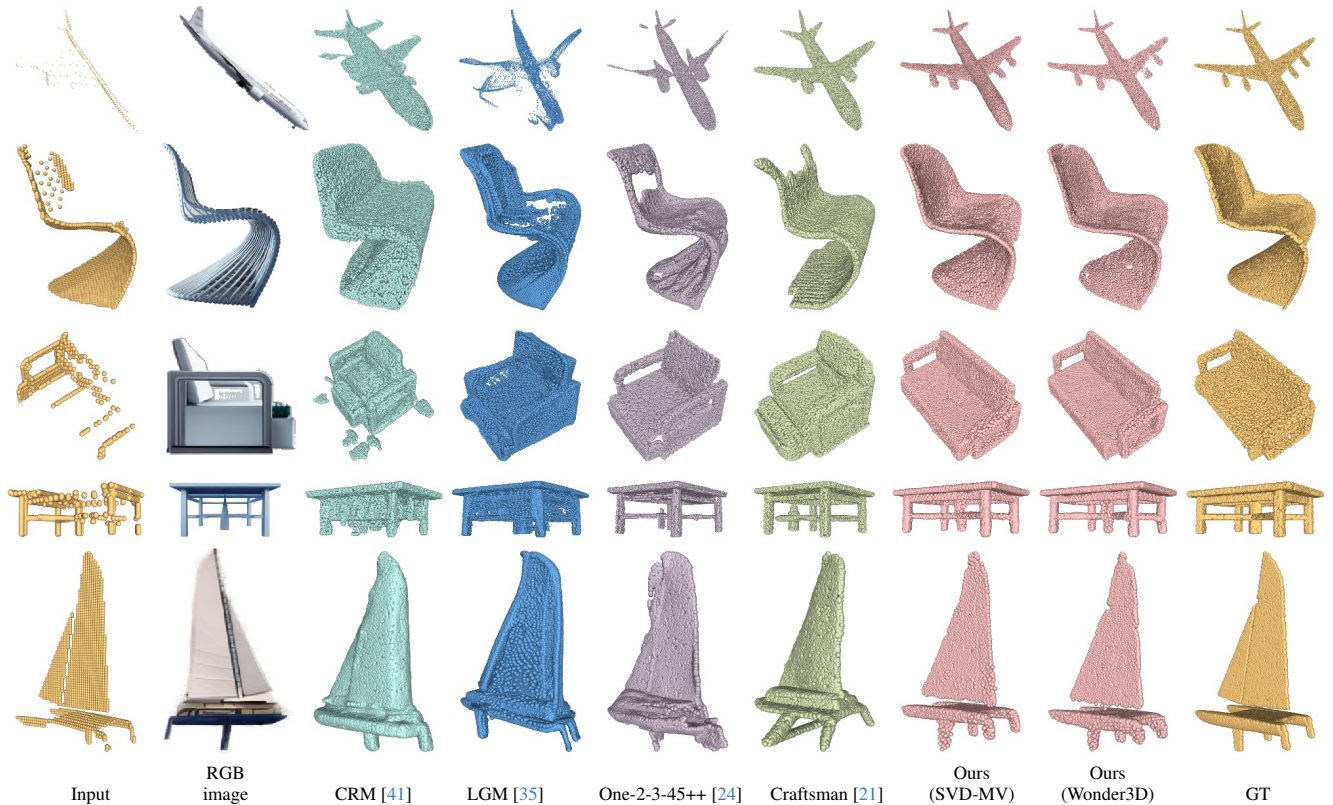 Input
RGB
image
CRM [41]
LGM [35]
One-2-3-45++ [24]
Craftsman [21]
Ours
(SVD-MV)
Ours
(Wonder3D)
GT